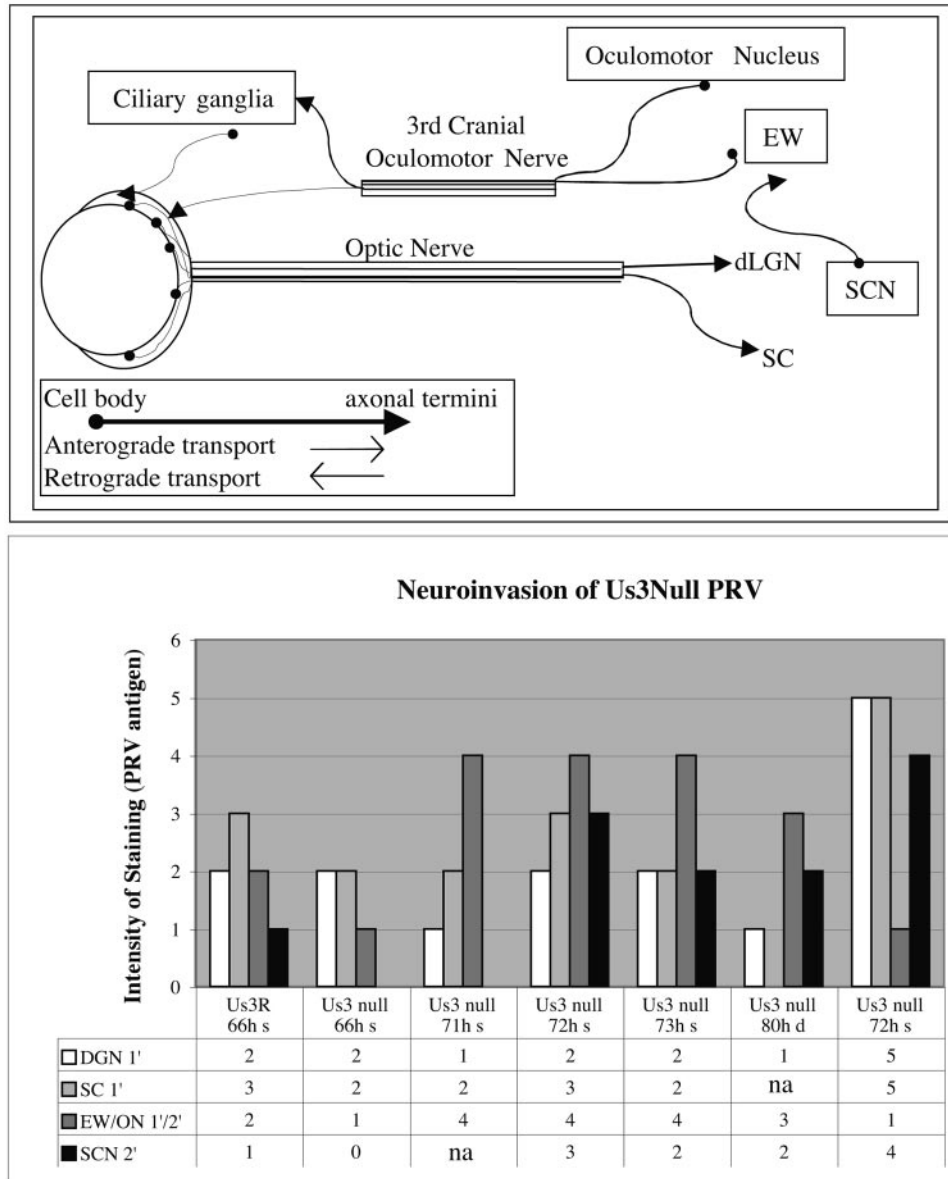 Oculomotor Nucleus
Ciliary ganglia
3rd Cranial
Oculomotor Nerve
EW
Optic Nerve
dLGN
SCN
SC
Cell body axonal termini
Anterograde transport
Retrograde transport
Neuroinvasion of Us3Null PRV
Intensity of Staining (PRV antigen)
6
5
4
3
2
1
0
Us3R Us3 null Us3 null Us3 null Us3 null Us3 null Us3 null
66h s 66h s 71h s 72h s 73h s 80h d 72h s
DGN 1' 2 2 1 2 2 1 5
SC 1' 3 2 2 3 2 na 5
EW/ON 1'/2' 2 1 4 4 4 3 1
SCN 2' 1 0 na 3 2 2 4